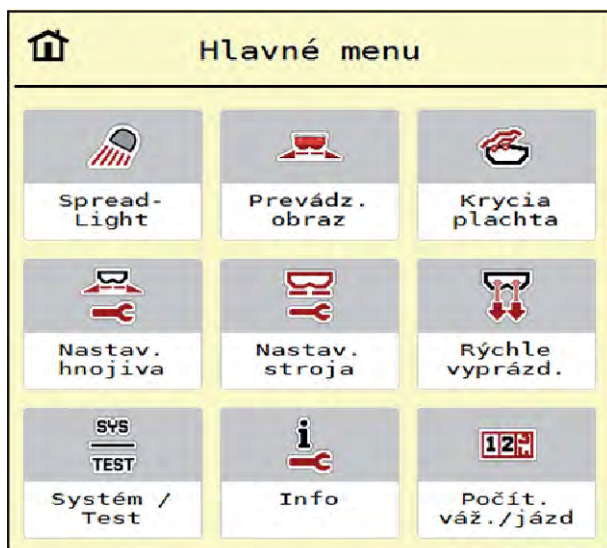 Hlavné menu
Spread-
Light
Prevádz.
obraz
Krycia
plachta
Nastav.
hnojiva
Nastav.
stroja
Rýchle
vyprázd.
SYS
TEST
Systém /
Test
i
Info
123
Počít.
váž./jázd